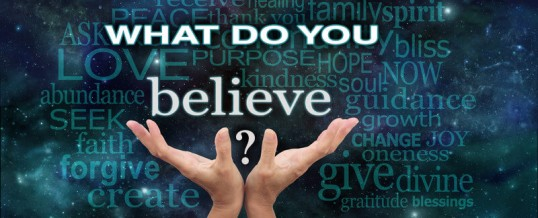 receive healing family spirit
PEACE thank you
ASK WHAT DO YOU
bliss
LOVE PURPOSE HOPE
kindness soul NOW
abundance believe guidance
SEEK growth
? CHANGE JOY
faith oneness
forgive give divine
create gratitude blessings